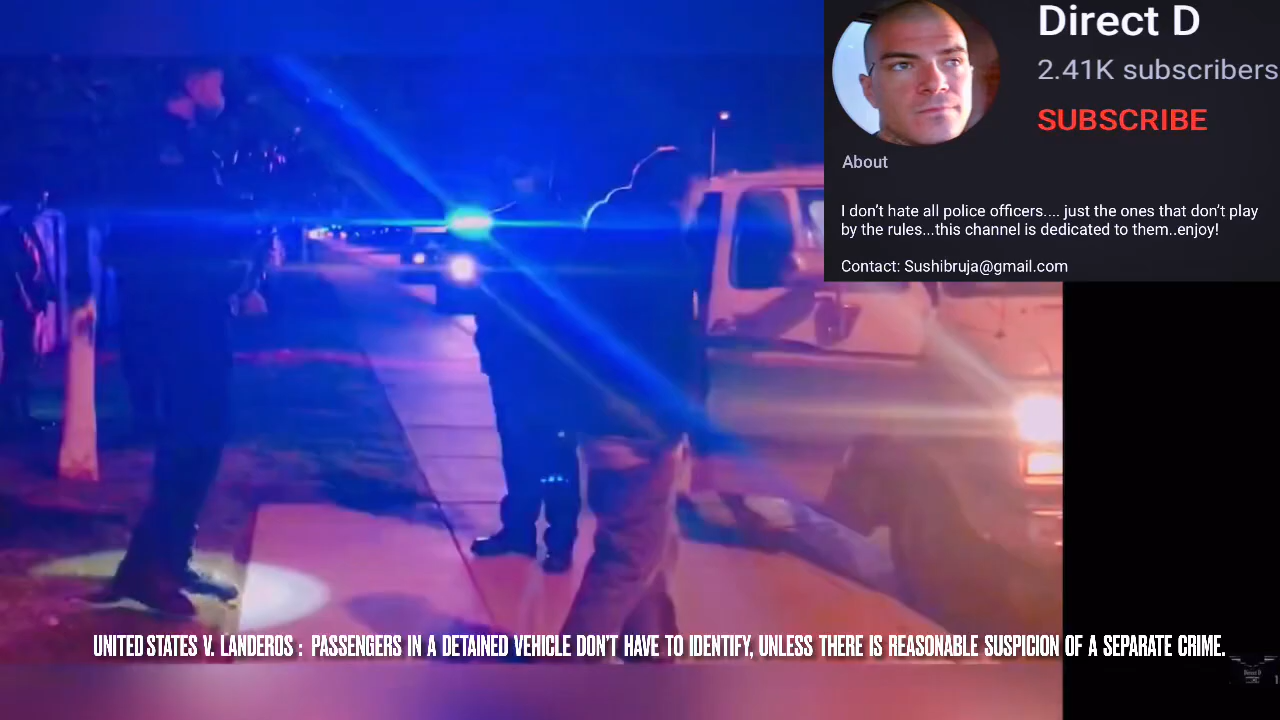 Direct D
2.41K subscribers
SUBSCRIBE
About
I don't hate all police officers.... just the ones that don't play
by the rules...this channel is dedicated to them..enjoy!
Contact: Sushibruja@gmail.com
UNITED STATES V. LANDEROS : PASSENGERS IN A DETAINED VEHICLE DON'T HAVE TO IDENTIFY, UNLESS THERE IS REASONABLE SUSPICION OF A SEPARATE CRIME.
Direct D